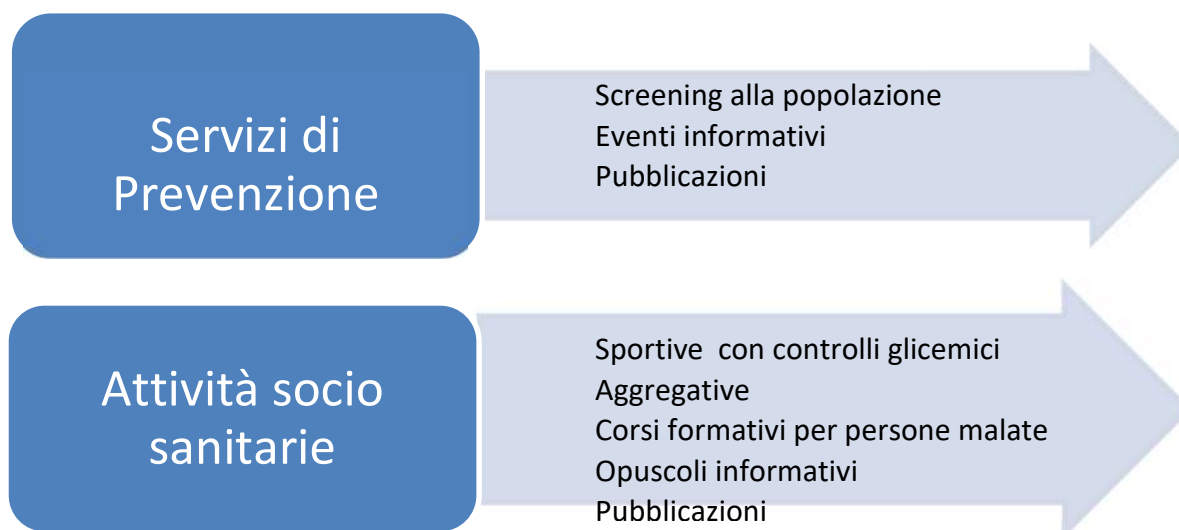 Servizi di
Prevenzione
Screening alla popolazione
Eventi informativi
Pubblicazioni
Attività socio
sanitarie
Sportive  con controlli glicemici
Aggregative
Corsi formativi per persone malate
Opuscoli informativi
Pubblicazioni